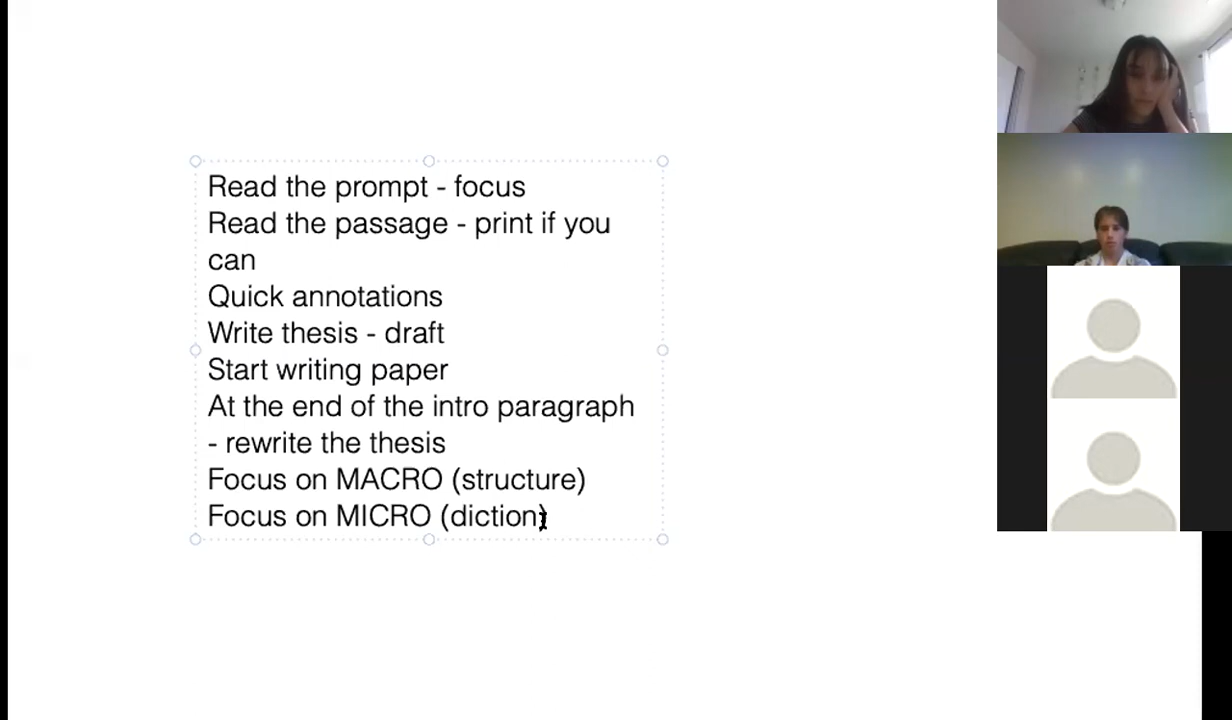 Read the prompt - focus
Read the passage - print if you
can
Quick annotations
Write thesis - draft
Start writing paper
At the end of the intro paragraph
- rewrite the thesis
Focus on MACRO (structure)
Focus on MICRO (diction)